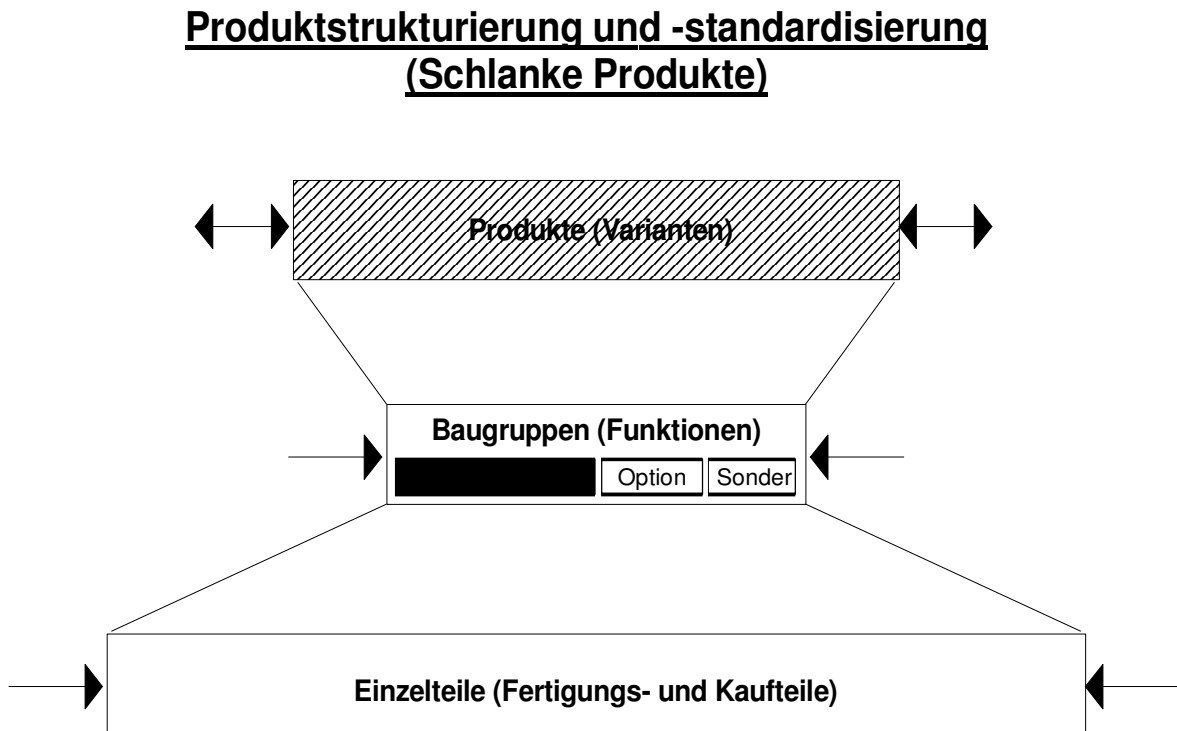 Produktstrukturierung und -standardisierung
(Schlanke Produkte)
Produkte (Varianten)
Baugruppen (Funktionen)
Option Sonder
Einzelteile (Fertigungs- und Kaufteile)